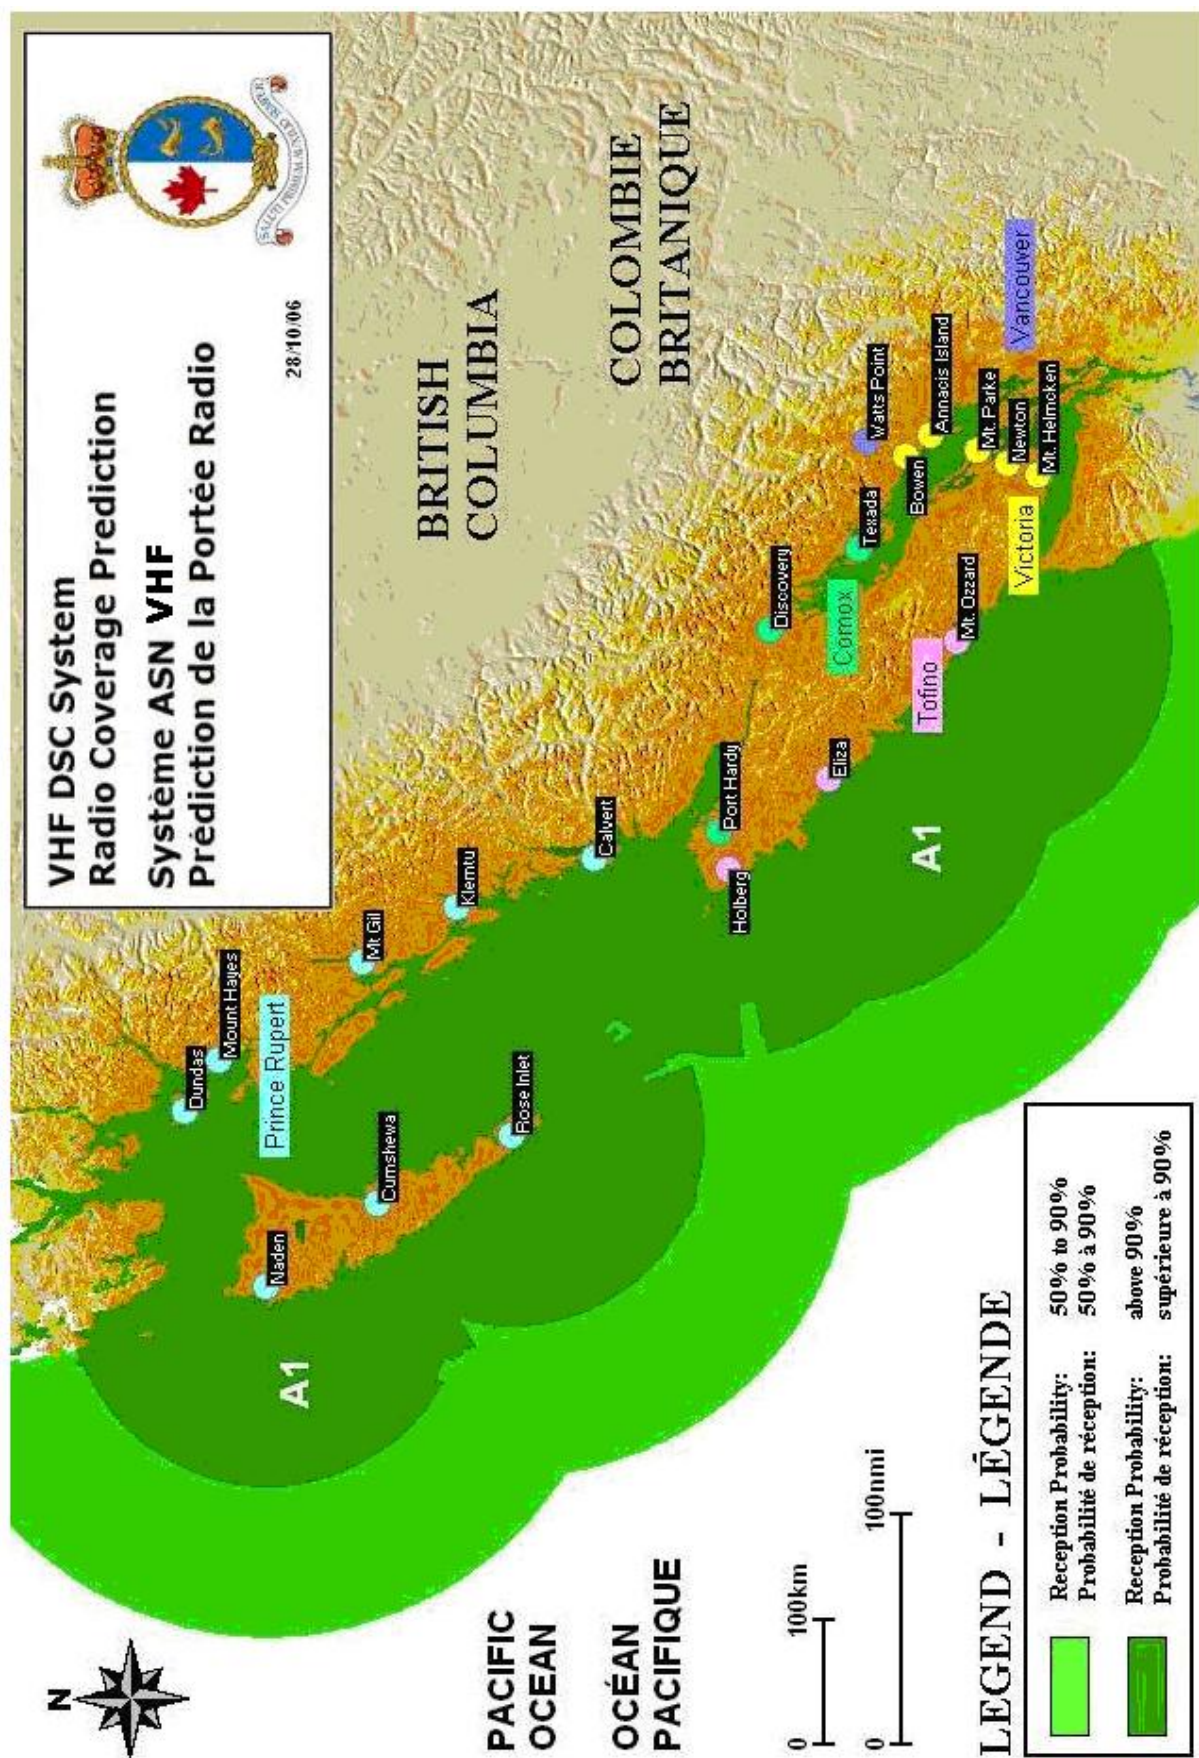 VHF DSC System
Radio Coverage Prediction
Système ASN VHF
Prédiction de la Portée Radio
28/10/06
N
BRITISH
COLUMBIA
COLOMBIE
BRITANIQUE
Dundas
Mount Hayes
Prince Rupert
Naden
Cumshewa
Rose Inlet
Mt Gil
Klemtu
Calvert
A1
Holberg
Port Hardy
Discovery
Comox
Texada
Watts Point
Bowen
Annacis Island
Vancouver
Mt. Parke
Newton
Mt. Helmcken
Victoria
Mt. Ozzard
Tofino
Eliza
A1
PACIFIC
OCEAN
OCÉAN
PACIFIQUE
0 100km
0 100nmi
LEGEND - LÉGENDE
Reception Probability: 50% to 90%
Probabilité de réception: 50% à 90%
Reception Probability: above 90%
Probabilité de réception: supérieure à 90%